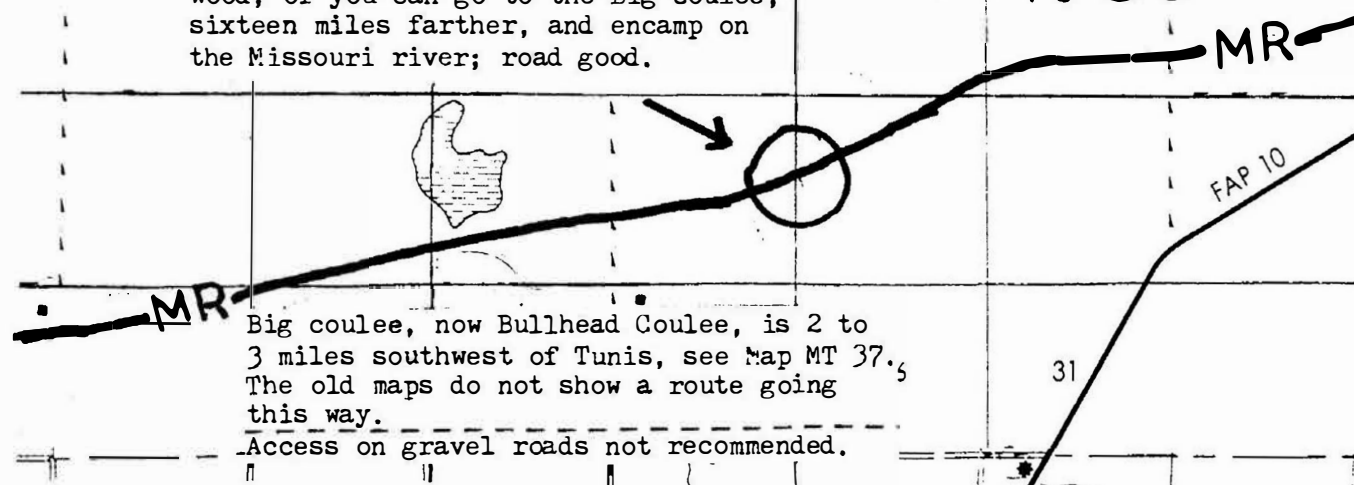 sixteen miles farther, and encamp on
the Missouri river; road good.
MR
FAP 10
MR
Big coulee, now Bullhead Coulee, is 2 to
3 miles southwest of Tunis, see Map MT 37.
The old maps do not show a route going
this way.
31
Access on gravel roads not recommended.